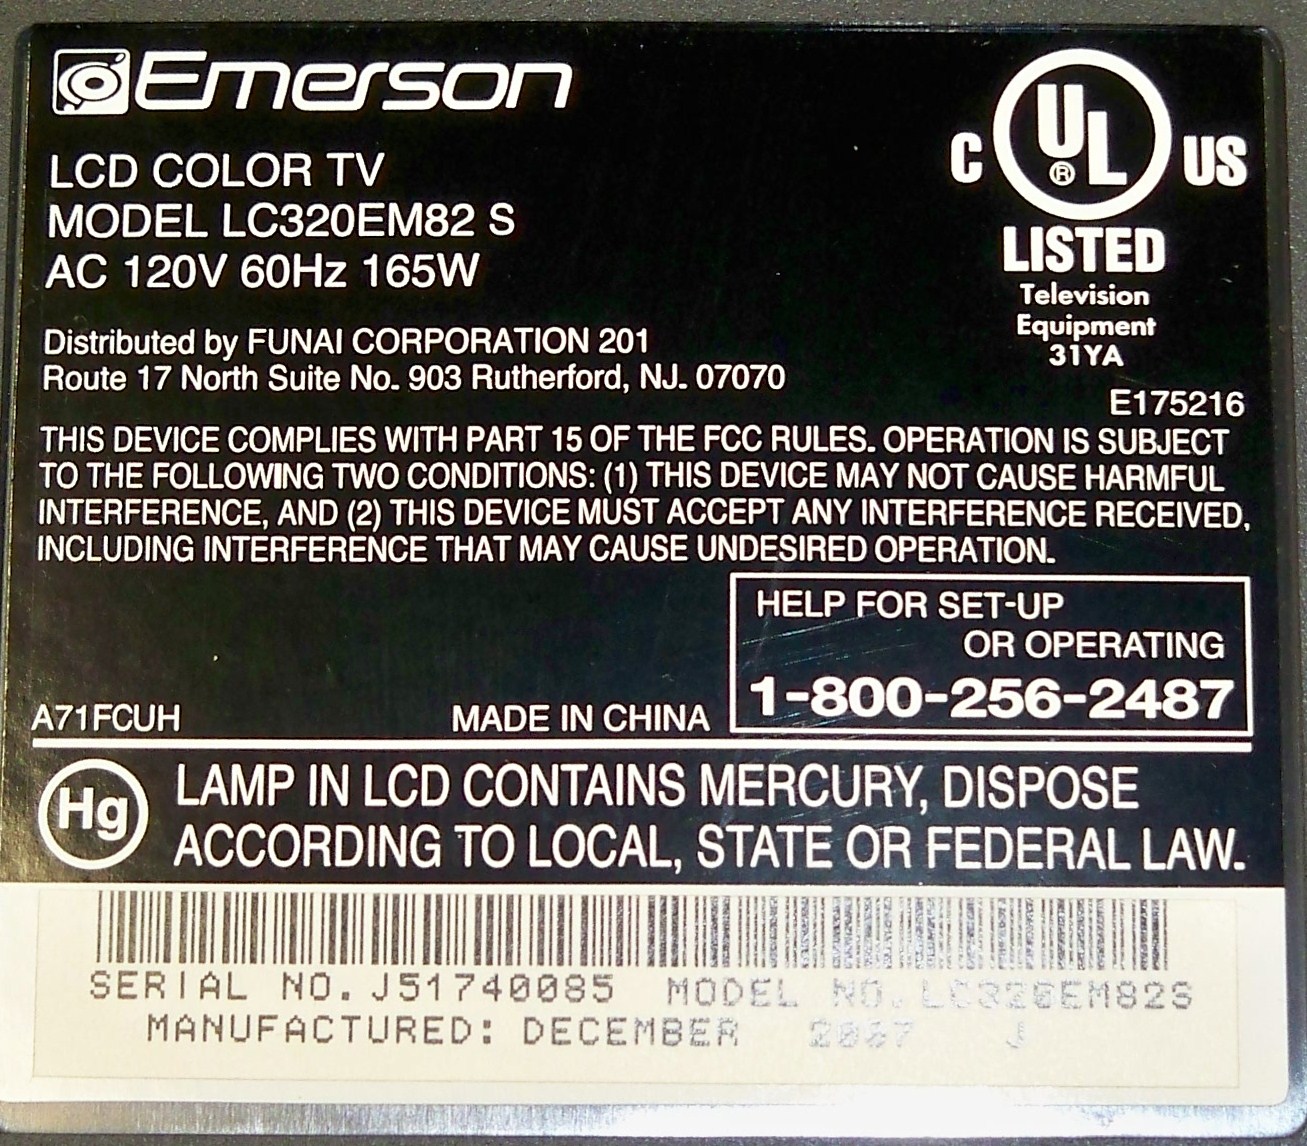 Emerson
LCD COLOR TV
MODEL LC320EM82 S
AC 120V 60Hz 165W
C UL® US
LISTED
Television
Equipment
31YA
E175216
Distributed by FUNAI CORPORATION 201
Route 17 North Suite No. 903 Rutherford, NJ. 07070
THIS DEVICE COMPLIES WITH PART 15 OF THE FCC RULES. OPERATION IS SUBJECT
TO THE FOLLOWING TWO CONDITIONS: (1) THIS DEVICE MAY NOT CAUSE HARMFUL
INTERFERENCE, AND (2) THIS DEVICE MUST ACCEPT ANY INTERFERENCE RECEIVED,
INCLUDING INTERFERENCE THAT MAY CAUSE UNDESIRED OPERATION.
HELP FOR SET-UP
OR OPERATING
1-800-256-2487
A71FCUH MADE IN CHINA
Hg
LAMP IN LCD CONTAINS MERCURY, DISPOSE
ACCORDING TO LOCAL, STATE OR FEDERAL LAW.
SERIAL NO. J51740085 MODEL NO. LC320EM82S
MANUFACTURED: DECEMBER 2007 J